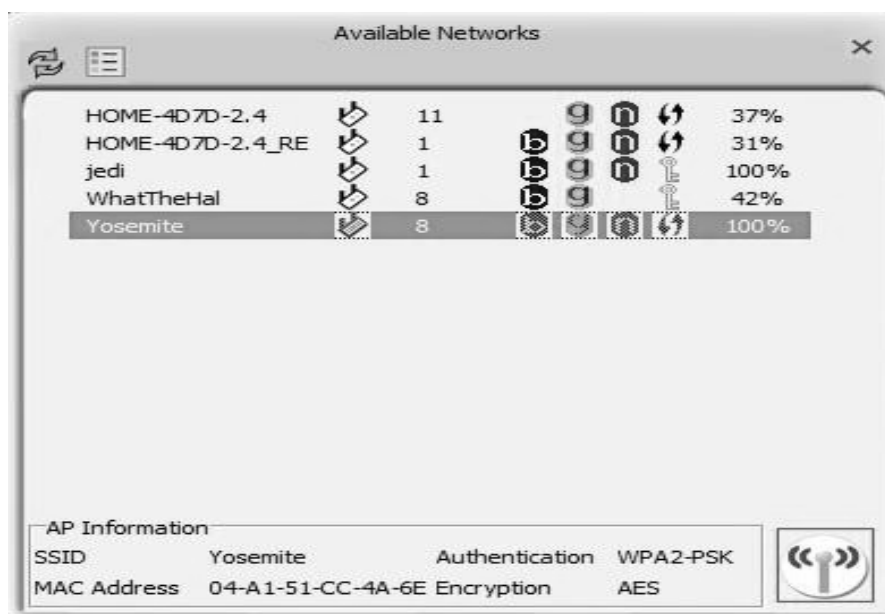 Available Networks
HOME-4D7D-2.4 11 g n 37%
HOME-4D7D-2.4_RE 1 b g n 31%
jedi 1 b g n 100%
WhatTheHal 8 b g 42%
Yosemite 8 b g n 100%
AP Information
SSID Yosemite Authentication WPA2-PSK
MAC Address 04-A1-51-CC-4A-6E Encryption AES